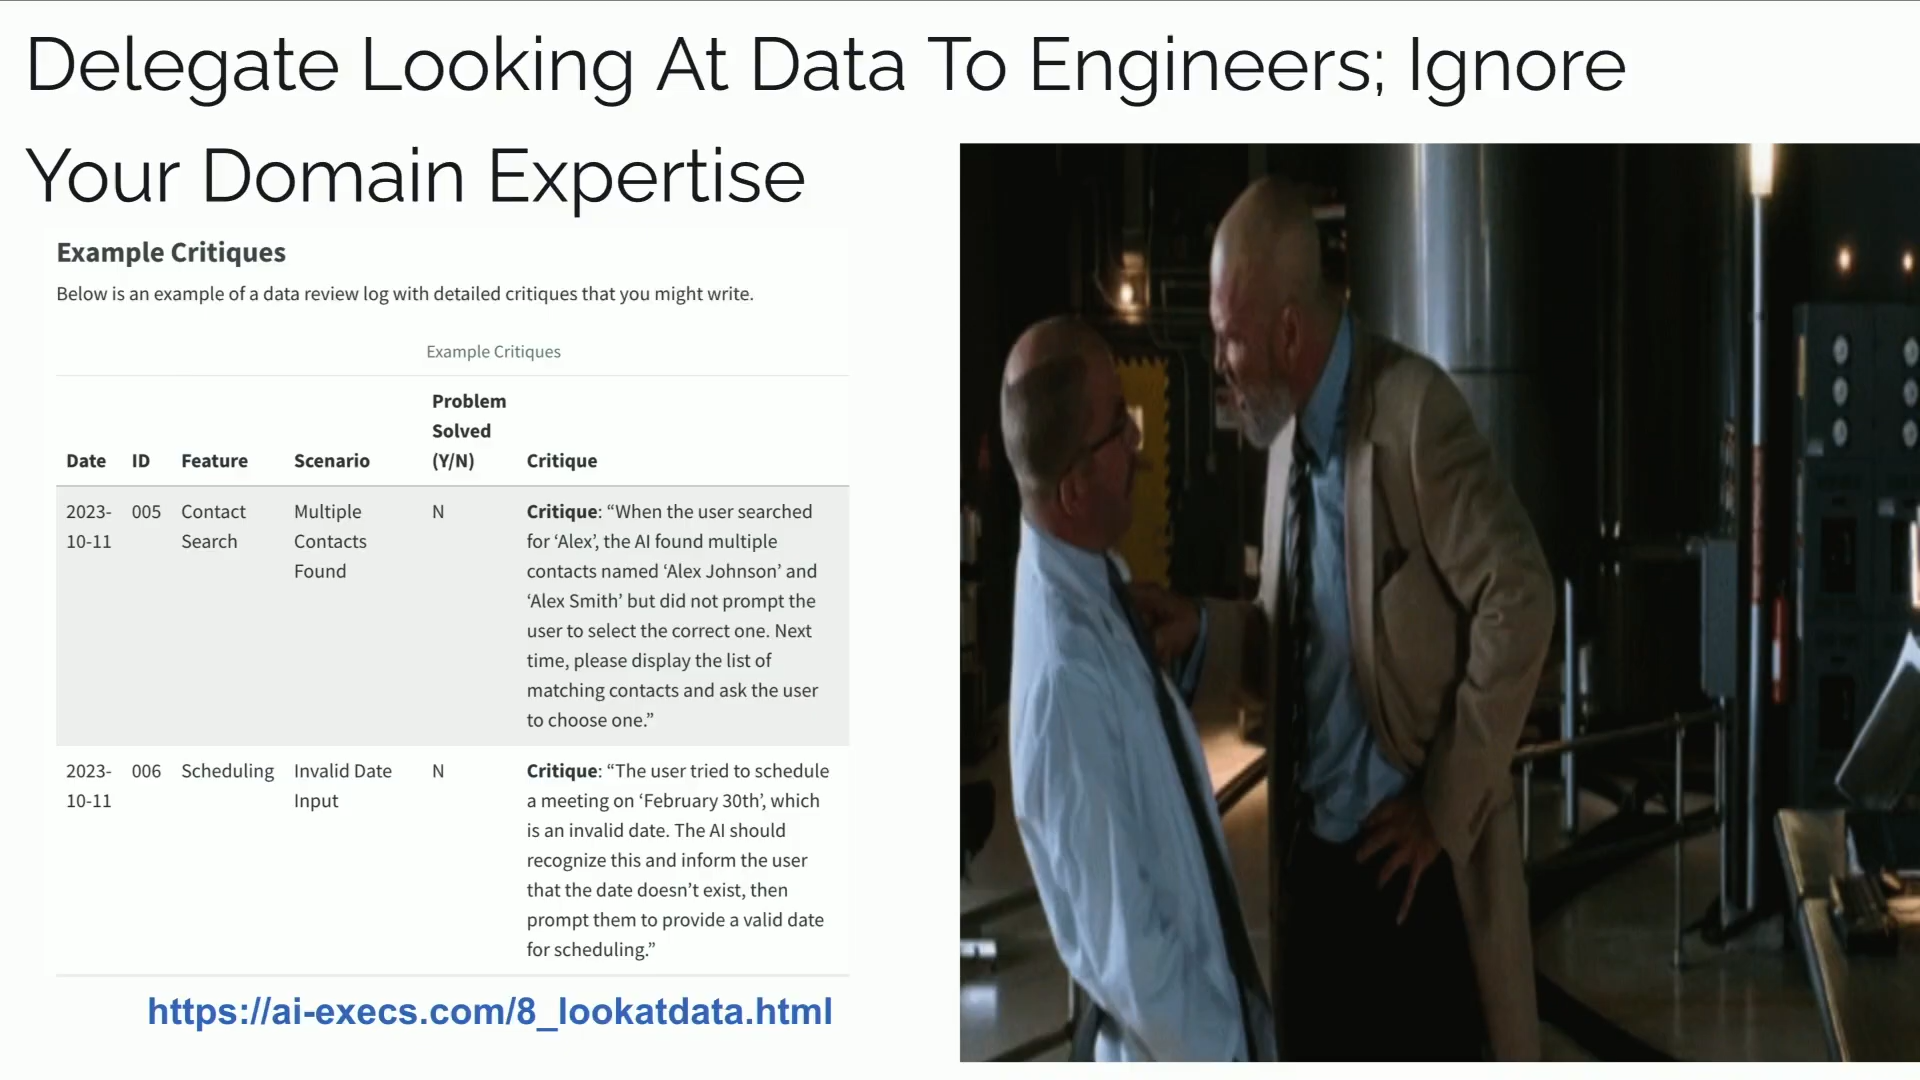 Delegate Looking At Data To Engineers; Ignore
Your Domain Expertise
Example Critiques
Below is an example of a data review log with detailed critiques that you might write.
Example Critiques
Date ID Feature Scenario Problem Solved (Y/N) Critique
2023-10-11 005 Contact Search Multiple Contacts Found N Critique: “When the user searched
for ‘Alex’, the AI found multiple
contacts named ‘Alex Johnson’ and
‘Alex Smith’ but did not prompt the
user to select the correct one. Next
time, please display the list of
matching contacts and ask the user
to choose one.”
2023-10-11 006 Scheduling Invalid Date Input N Critique: “The user tried to schedule
a meeting on ‘February 30th’, which
is an invalid date. The AI should
recognize this and inform the user
that the date doesn’t exist, then
prompt them to provide a valid date
for scheduling.”
https://ai-execs.com/8_lookatdata.html